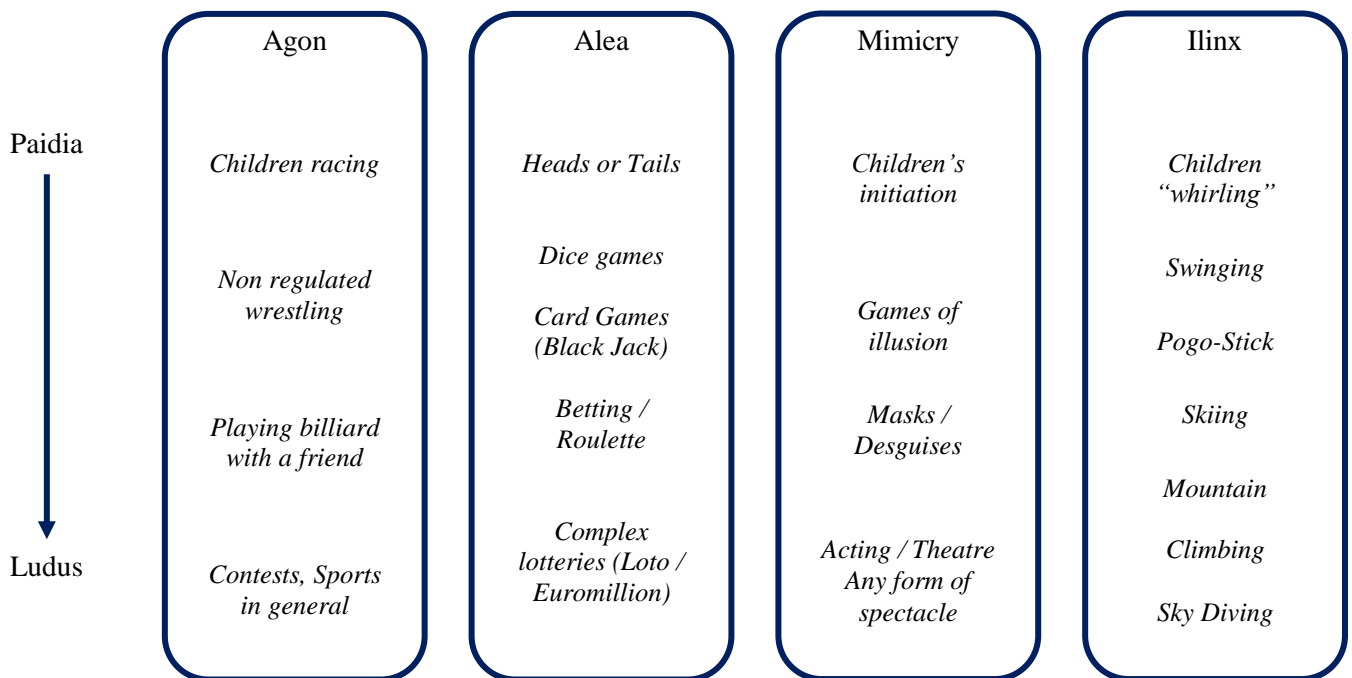 Agon
Alea
Mimicry
Ilinx
Paidia
Ludus
Children racing
Non regulated
wrestling
Playing billiard
with a friend
Contests, Sports
in general
Heads or Tails
Dice games
Card Games
(Black Jack)
Betting /
Roulette
Complex
lotteries (Loto /
Euromillion)
Children’s
initiation
Games of
illusion
Masks /
Desguises
Acting / Theatre
Any form of
spectacle
Children
“whirling”
Swinging
Pogo-Stick
Skiing
Mountain
Climbing
Sky Diving